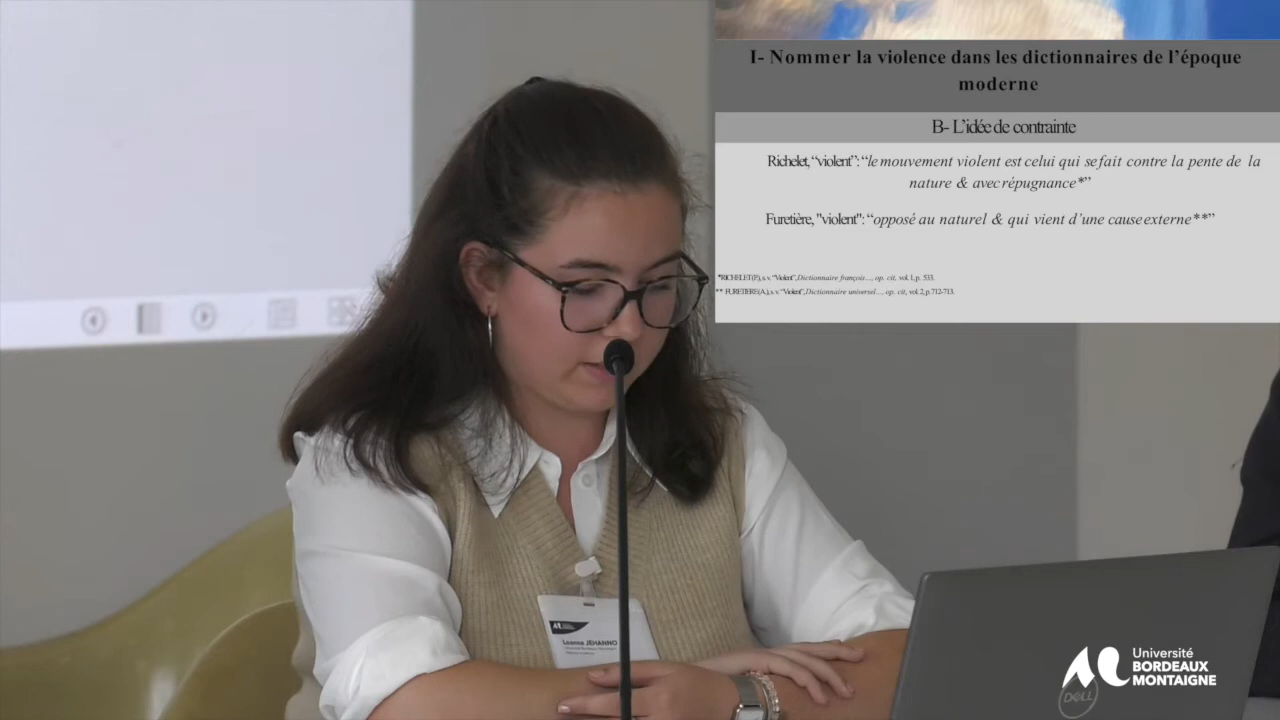 I- Nommer la violence dans les dictionnaires de l’époque
moderne
B- L’idée de contrainte
Richelet, “violent”: “le mouvement violent est celui qui se fait contre la pente de la
nature & avec répugnance*”
Furetière, "violent": “opposé au naturel & qui vient d’une cause externe**”
*RICHELET (P.), s. v. “Violent”, Dictionnaire françois..., op. cit, vol. 1, p. 533.
** FURETIERE (A.), s. v. “Violent”, Dictionnaire universel..., op. cit, vol. 2, p. 712-713.
JEHANNO
DELL
Université
BORDEAUX
MONTAIGNE